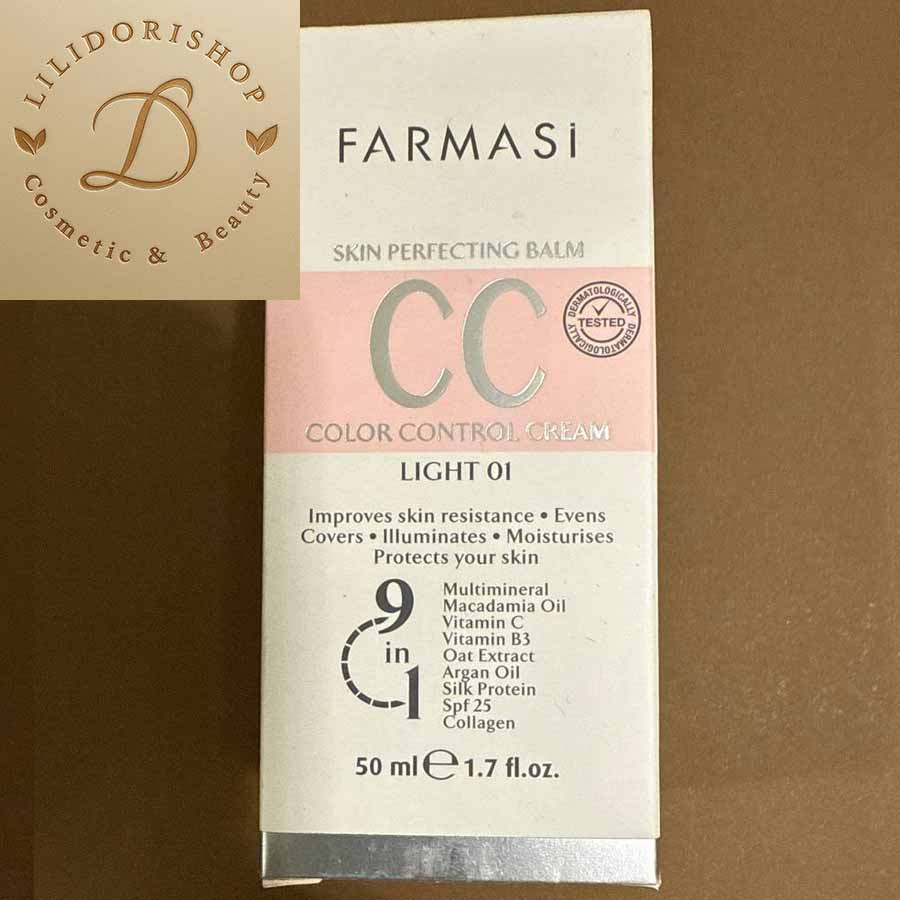 LILIDORISHOP
D
Cosmetic & Beauty
FARMASi
SKIN PERFECTING BALM
CC
DERMATOLOGICALLY
TESTED
DERMATOLOGICALLY
COLOR CONTROL CREAM
LIGHT 01
Improves skin resistance • Evens
Covers • Illuminates • Moisturises
Protects your skin
9
in
1
Multimineral
Macadamia Oil
Vitamin C
Vitamin B3
Oat Extract
Argan Oil
Silk Protein
Spf 25
Collagen
50 ml ℮ 1.7 fl.oz.